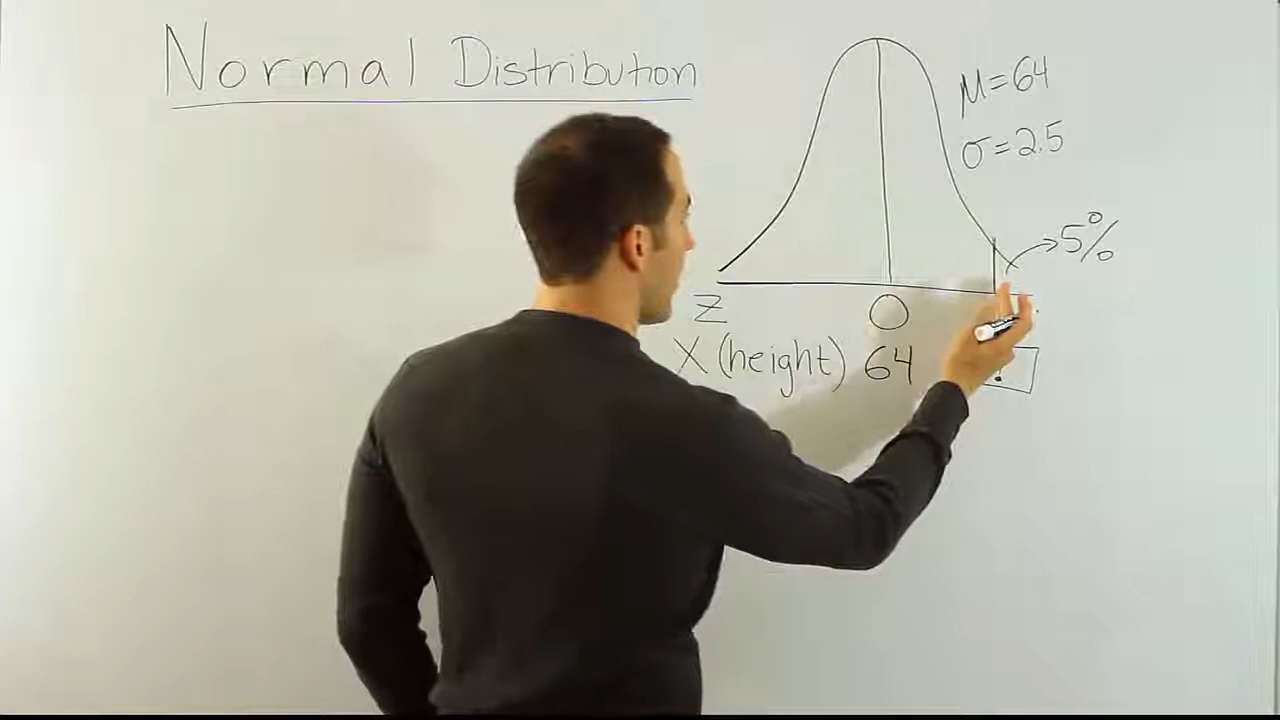 Normal Distribution
μ=64
σ=2.5
5%
Z 0
X (height) 64